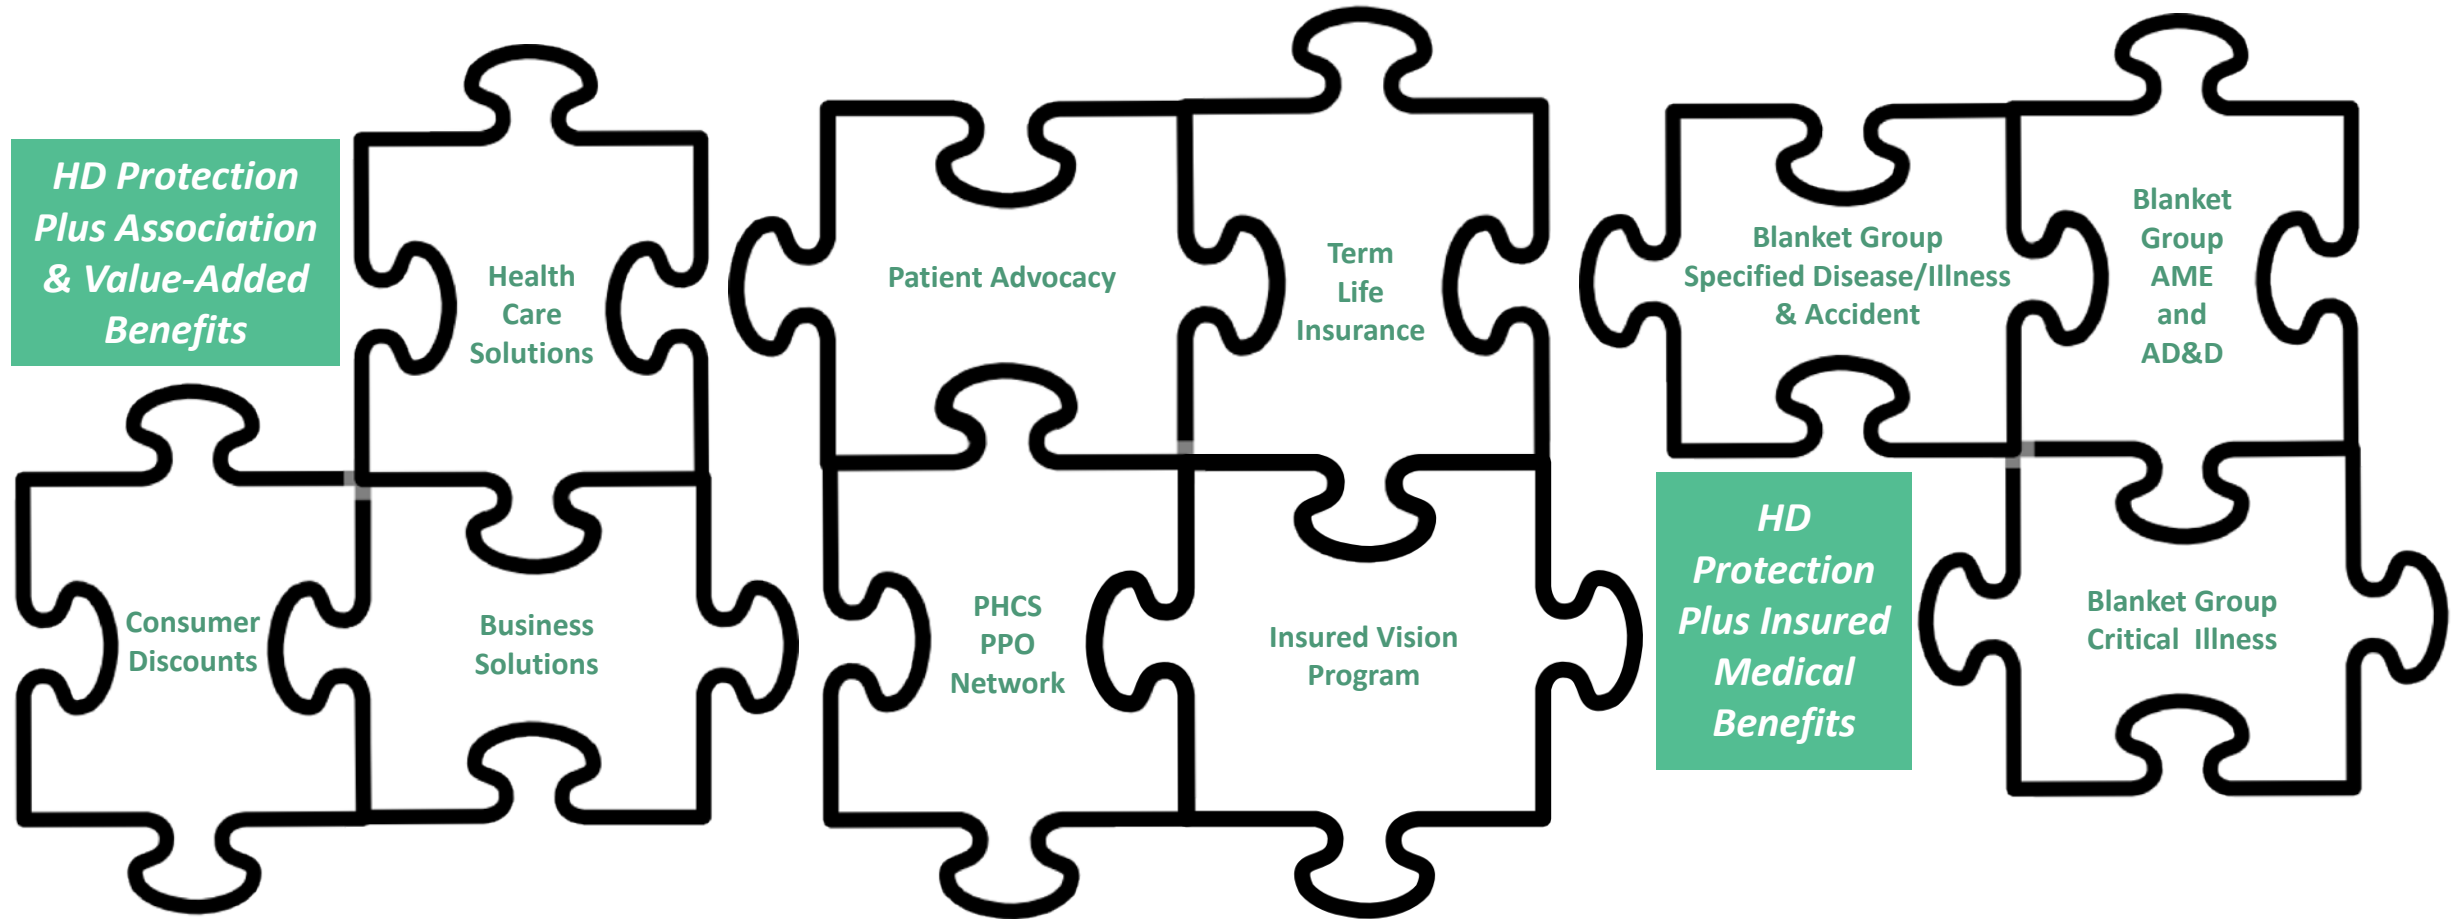 HD Protection
Plus Association
& Value-Added
Benefits
Health
Care
Solutions
Consumer
Discounts
Business
Solutions
Patient Advocacy
Term
Life
Insurance
PHCS
PPO
Network
Insured Vision
Program
Blanket Group
Specified Disease/Illness
& Accident
Blanket
Group
AME
and
AD&D
HD
Protection
Plus Insured
Medical
Benefits
Blanket Group
Critical  Illness